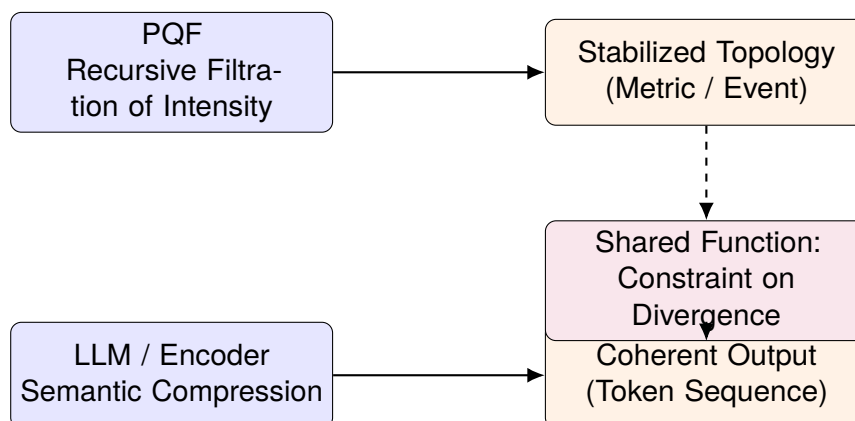 PQF
Recursive Filtra-
tion of Intensity
Stabilized Topology
(Metric / Event)
Shared Function:
Constraint on
Divergence
LLM / Encoder
Semantic Compression
Coherent Output
(Token Sequence)